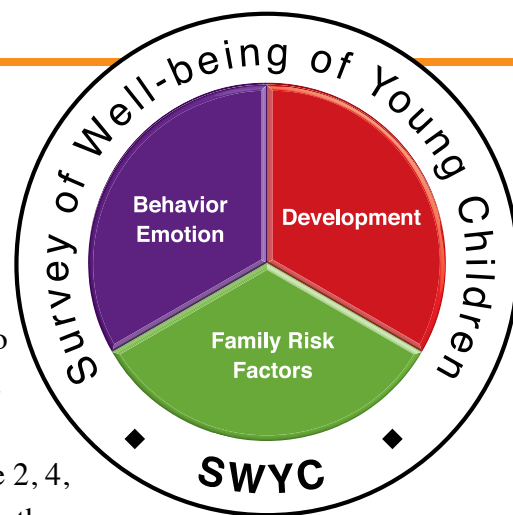 Survey of Well-being of Young Children
Behavior
Emotion
Development
Family Risk
Factors
SWYC
2, 4,